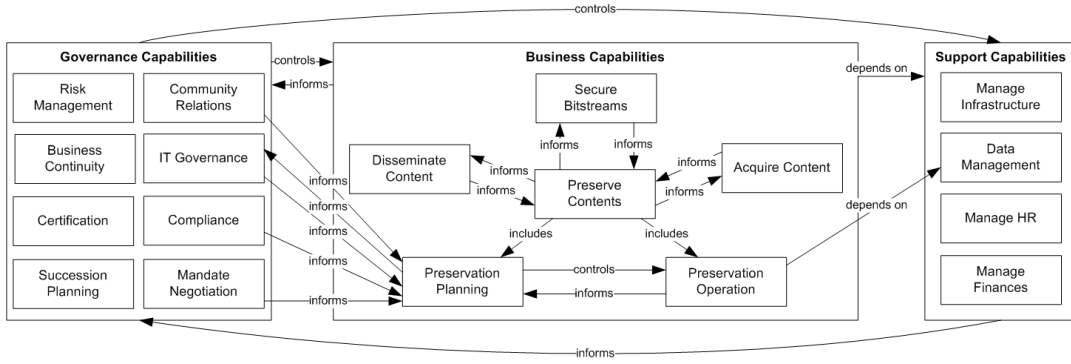 controls
Governance Capabilities
Risk
Management
Community
Relations
Business
Continuity
IT Governance
Certification
Compliance
Succession
Planning
Mandate
Negotiation
controls
informs
informs
informs
informs
informs
informs
Business Capabilities
Secure
Bitstreams
informs
informs
Disseminate
Content
informs
informs
Preserve
Contents
informs
informs
Acquire Content
includes
includes
Preservation
Planning
controls
informs
Preservation
Operation
depends on
depends on
Support Capabilities
Manage
Infrastructure
Data
Management
Manage HR
Manage
Finances
informs